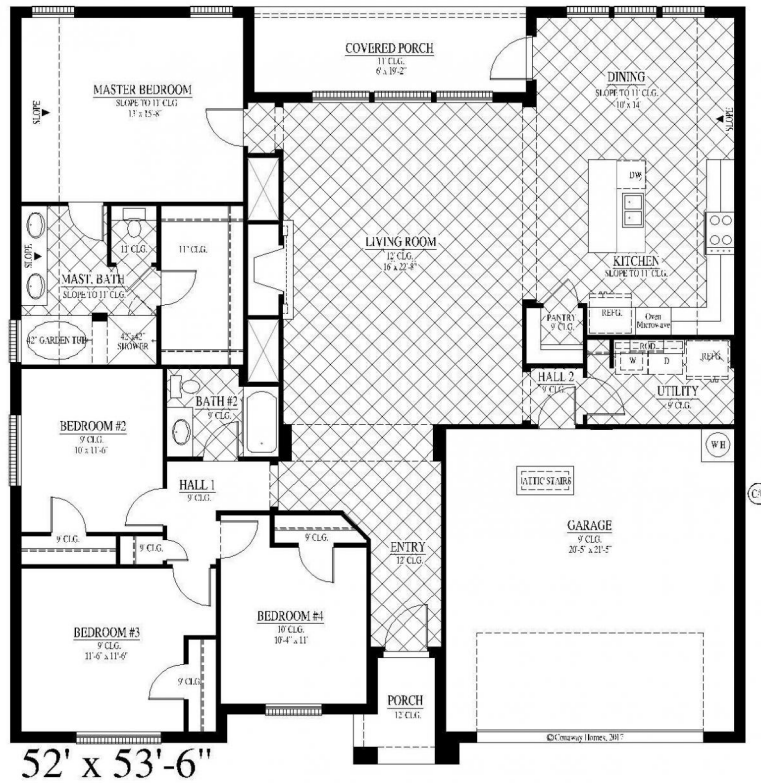 COVERED PORCH
11' CLG.
6' x 19'-2"
MASTER BEDROOM
SLOPE TO 11' CLG
13' x 15'-8"
SLOPE
DINING
SLOPE TO 11' CLG.
10' x 14'
SLOPE
DW
LIVING ROOM
12' CLG.
16' x 22'-8"
KITCHEN
SLOPE TO 11' CLG.
SLOPE
11' CLG.
11' CLG.
MAST. BATH
SLOPE TO 11' CLG.
42" GARDEN TUB
42"x42"
SHOWER
PANTRY
9' CLG.
REFG.
Oven
Microwave
ROD
W
D
REFG.
HALL 2
9' CLG.
UTILITY
9' CLG.
BATH #2
9' CLG.
BEDROOM #2
9' CLG.
10' x 11'-6"
WH
HALL 1
9' CLG.
ATTIC STAIRS
9' CLG.
9' CLG.
9' CLG.
ENTRY
12' CLG.
GARAGE
9' CLG.
20'-5" x 21'-5"
BEDROOM #3
9' CLG.
11'-6" x 11'-6"
BEDROOM #4
10' CLG.
10'-4" x 11'
9' CLG.
PORCH
12' CLG.
©Conaway Homes, 2017
52' x 53'-6"